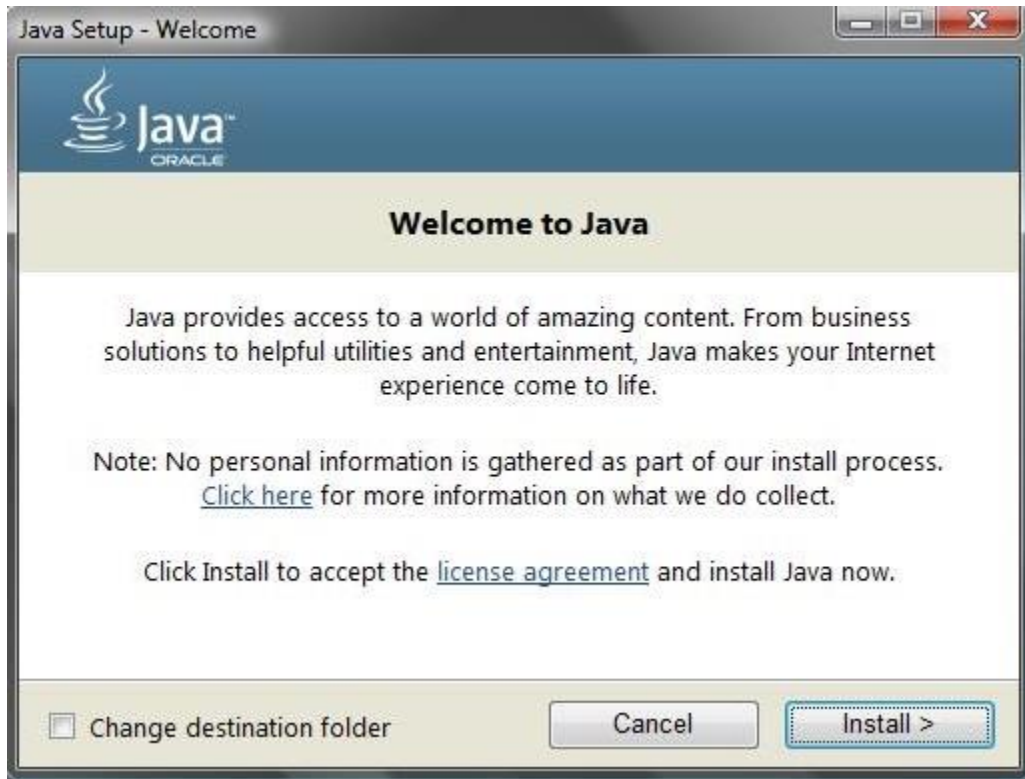 Java Setup - Welcome
Java™
ORACLE
Welcome to Java
Java provides access to a world of amazing content. From business
solutions to helpful utilities and entertainment, Java makes your Internet
experience come to life.
Note: No personal information is gathered as part of our install process.
Click here for more information on what we do collect.
Click Install to accept the license agreement and install Java now.
Change destination folder
Cancel
Install >